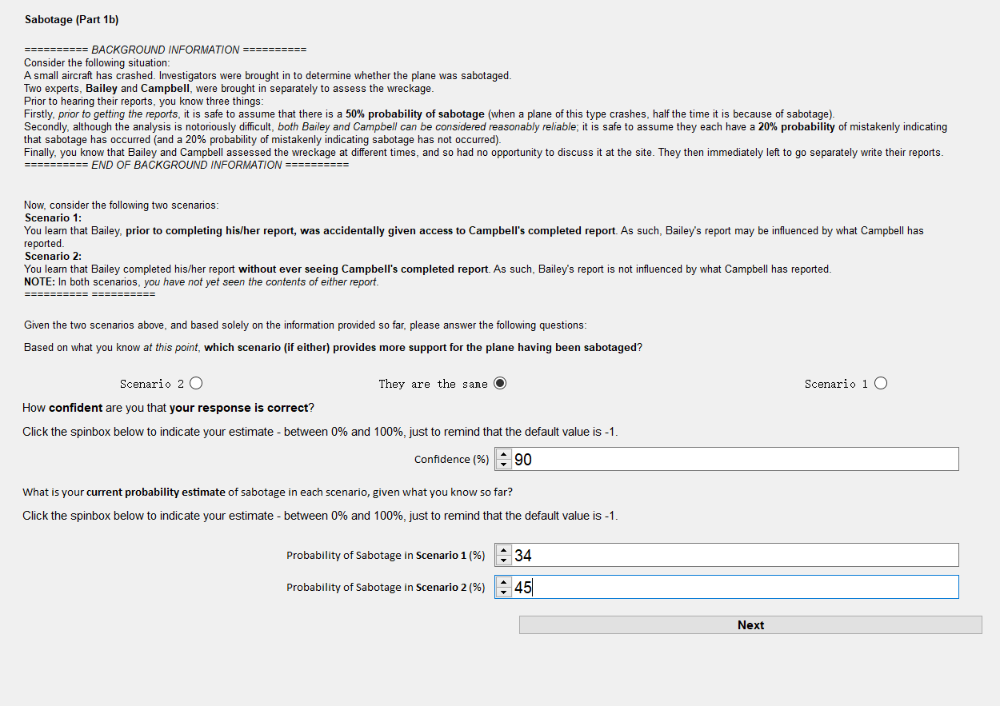 Sabotage (Part 1b)
========== BACKGROUND INFORMATION ==========
Consider the following situation:
A small aircraft has crashed. Investigators were brought in to determine whether the plane was sabotaged.
Two experts, Bailey and Campbell, were brought in separately to assess the wreckage.
Prior to hearing their reports, you know three things:
Firstly, prior to getting the reports, it is safe to assume that there is a 50% probability of sabotage (when a plane of this type crashes, half the time it is because of sabotage).
Secondly, although the analysis is notoriously difficult, both Bailey and Campbell can be considered reasonably reliable; it is safe to assume they each have a 20% probability of mistakenly indicating
that sabotage has occurred (and a 20% probability of mistakenly indicating sabotage has not occurred).
Finally, you know that Bailey and Campbell assessed the wreckage at different times, and so had no opportunity to discuss it at the site. They then immediately left to go separately write their reports.
========== END OF BACKGROUND INFORMATION ==========
Now, consider the following two scenarios:
Scenario 1:
You learn that Bailey, prior to completing his/her report, was accidentally given access to Campbell's completed report. As such, Bailey's report may be influenced by what Campbell has
reported.
Scenario 2:
You learn that Bailey completed his/her report without ever seeing Campbell's completed report. As such, Bailey's report is not influenced by what Campbell has reported.
NOTE: In both scenarios, you have not yet seen the contents of either report.
========== ==========
Given the two scenarios above, and based solely on the information provided so far, please answer the following questions:
Based on what you know at this point, which scenario (if either) provides more support for the plane having been sabotaged?
Scenario 2 They are the same Scenario 1
How confident are you that your response is correct?
Click the spinbox below to indicate your estimate - between 0% and 100%, just to remind that the default value is -1.
Confidence (%) 90
What is your current probability estimate of sabotage in each scenario, given what you know so far?
Click the spinbox below to indicate your estimate - between 0% and 100%, just to remind that the default value is -1.
Probability of Sabotage in Scenario 1 (%) 34
Probability of Sabotage in Scenario 2 (%) 45
Next